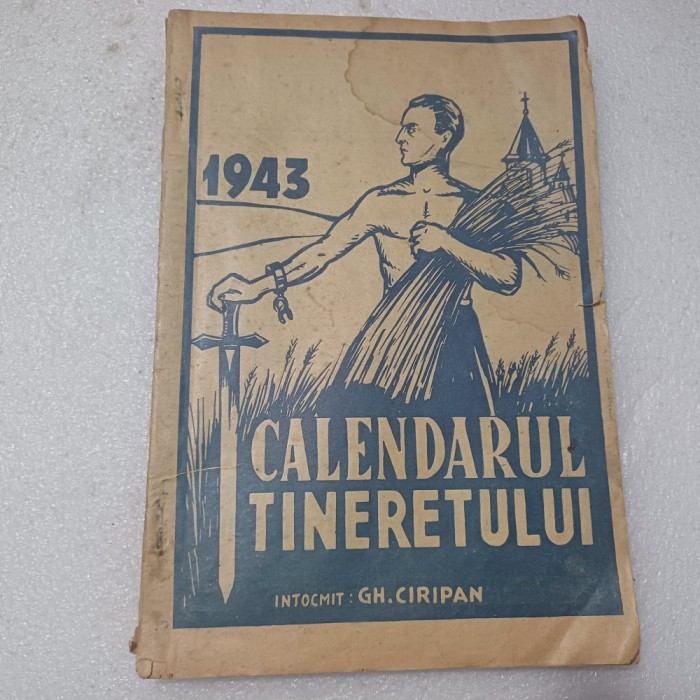 1943
CALENDARUL
TINERETULUI
INTOCMIT: GH. CIRIPAN